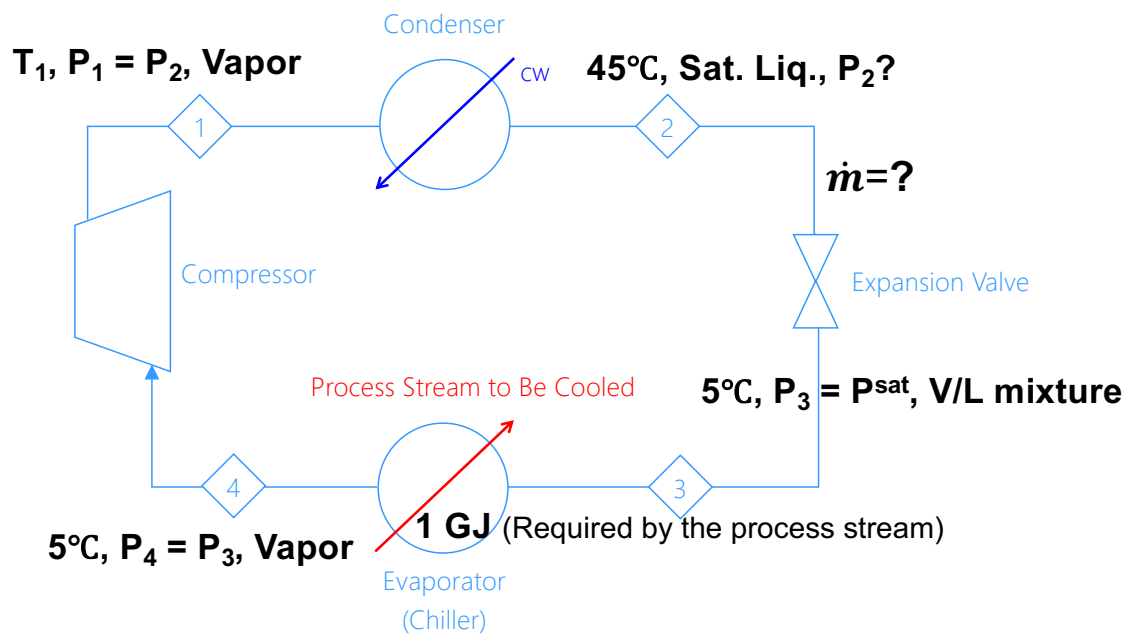 Condenser
T₁, P₁ = P₂, Vapor
CW
45℃, Sat. Liq., P₂?
1
2
ṁ=?
Compressor
Expansion Valve
Process Stream to Be Cooled
5℃, P₃ = Pˢᵃᵗ, V/L mixture
4
3
1 GJ (Required by the process stream)
5℃, P₄ = P₃, Vapor
Evaporator
(Chiller)